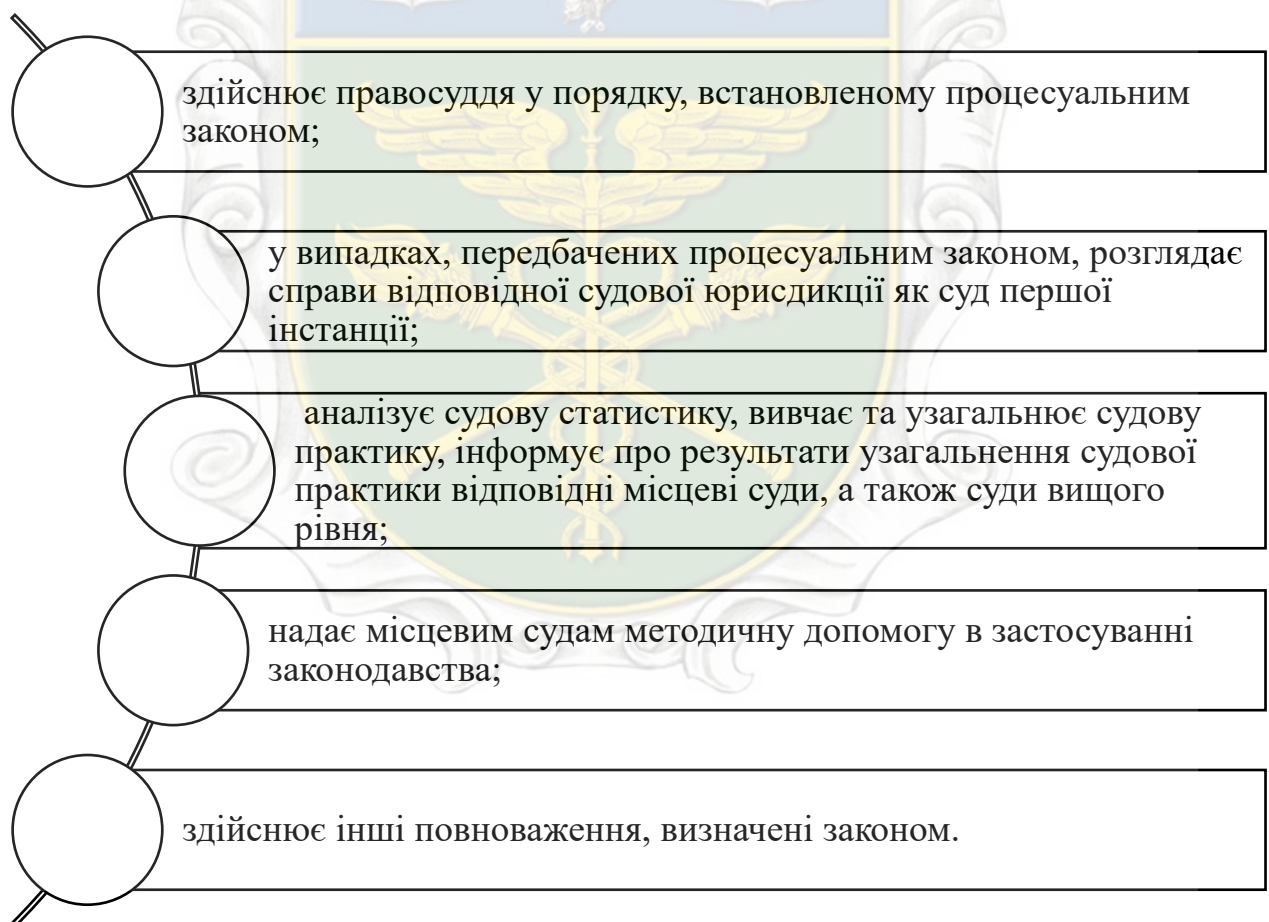 здійснює правосуддя у порядку, встановленому процесуальним
законом;
у випадках, передбачених процесуальним законом, розглядає
справи відповідної судової юрисдикції як суд першої
інстанції;
аналізує судову статистику, вивчає та узагальнює судову
практику, інформує про результати узагальнення судової
практики відповідні місцеві суди, а також суди вищого
рівня;
надає місцевим судам методичну допомогу в застосуванні
законодавства;
здійснює інші повноваження, визначені законом.